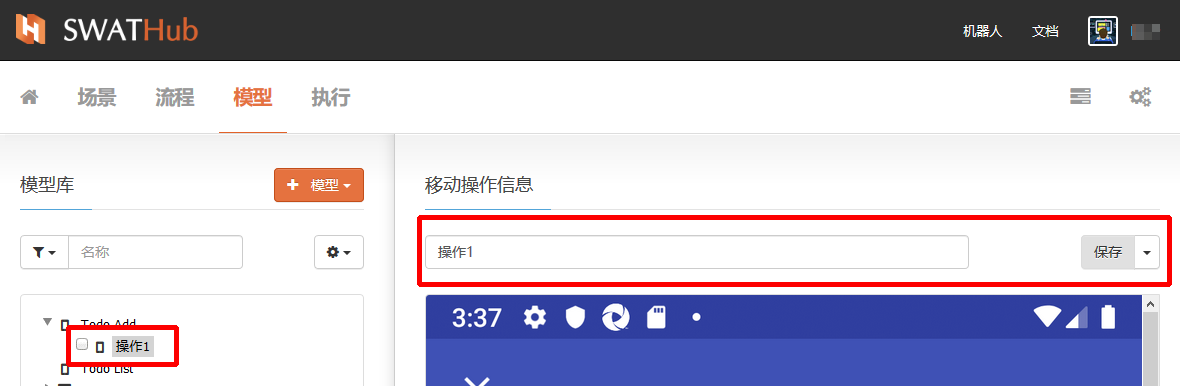 SWATHub
机器人 文档
场景 流程 模型 执行
模型库
+ 模型
移动操作信息
名称
操作1
保存
Todo Add
操作1
Todo List
3:37